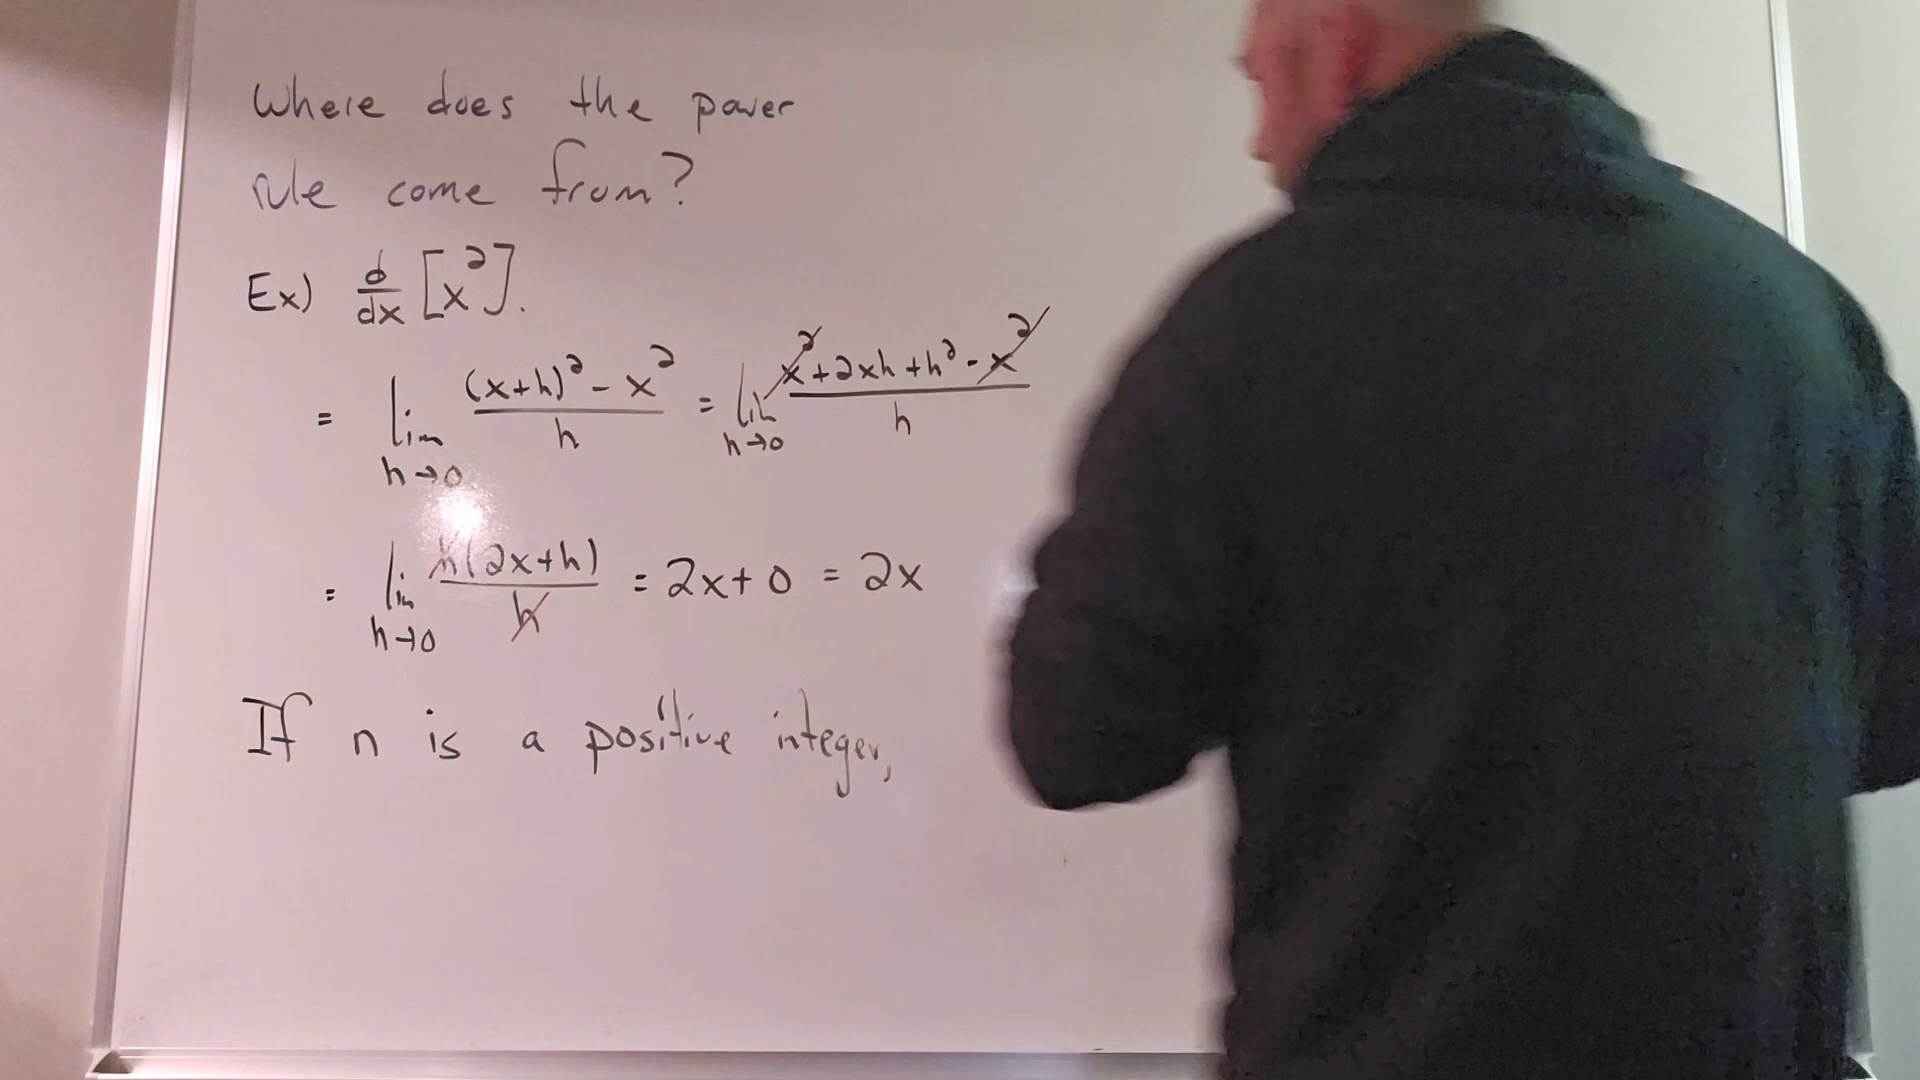 Where does the power
rule come from?
Ex) d/dx [x²].
= lim h→0 ((x+h)² - x²)/h = lim h→0 (x²+2xh+h²-x²)/h
= lim h→0 h(2x+h)/h = 2x+0 = 2x
If n is a positive integer,